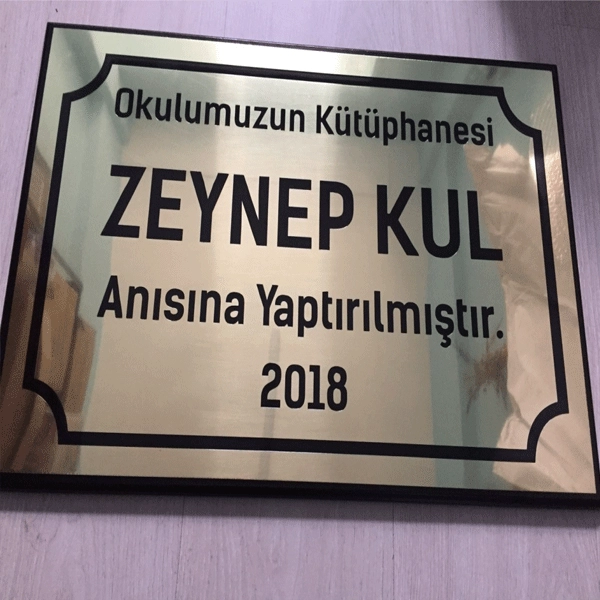 Okulumuzun Kütüphanesi
ZEYNEP KUL
Anısına Yaptırılmıştır.
2018